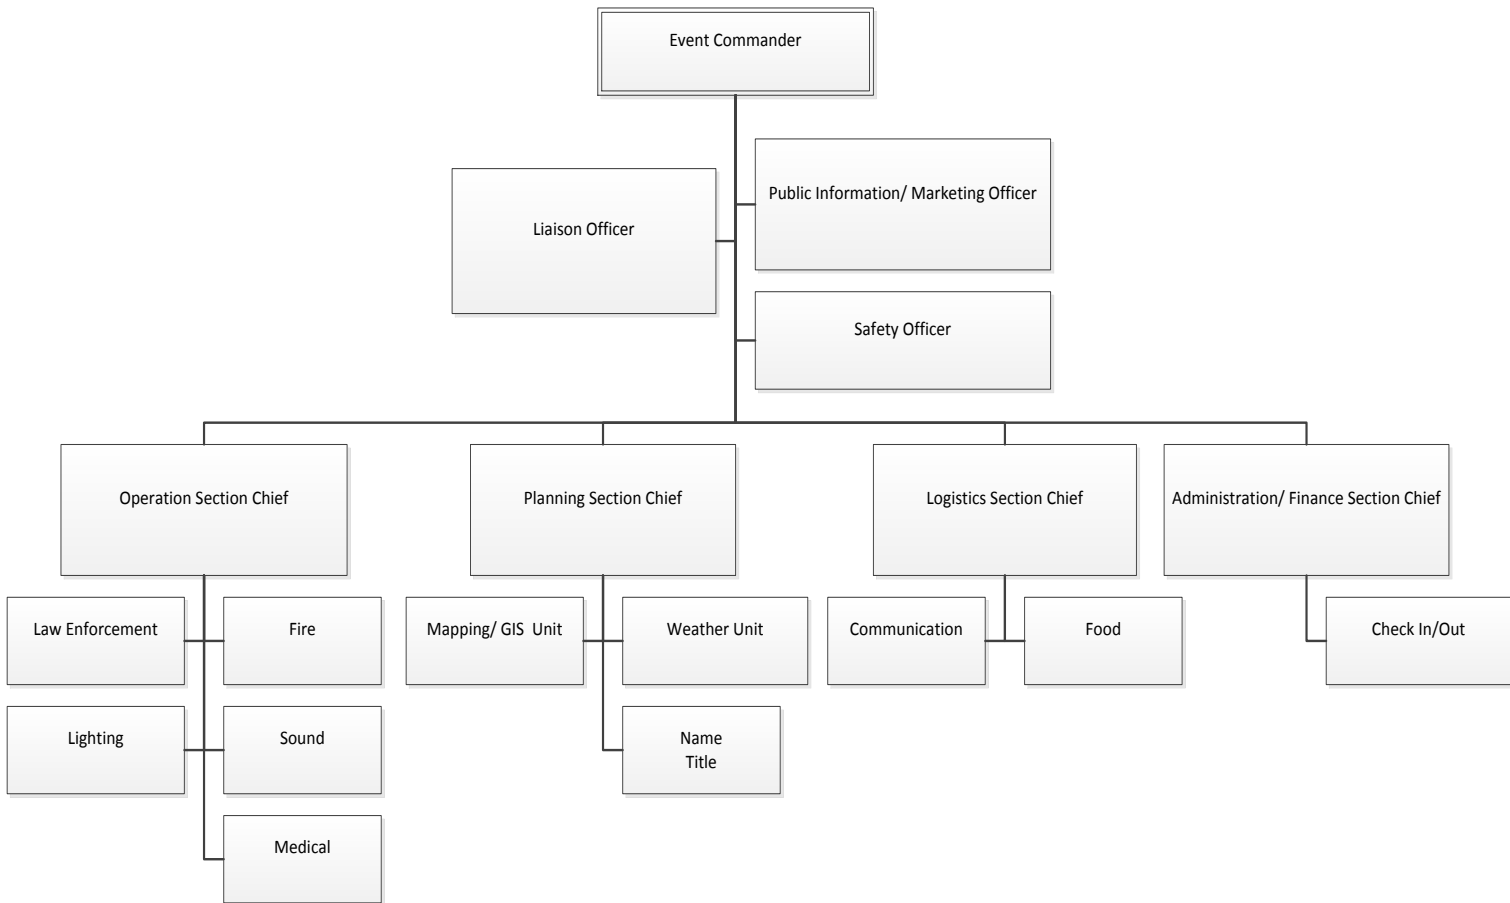 Event Commander
Public Information/ Marketing Officer
Liaison Officer
Safety Officer
Operation Section Chief
Planning Section Chief
Logistics Section Chief
Administration/ Finance Section Chief
Law Enforcement
Fire
Mapping/ GIS  Unit
Weather Unit
Communication
Food
Check In/Out
Lighting
Sound
Name
Title
Medical